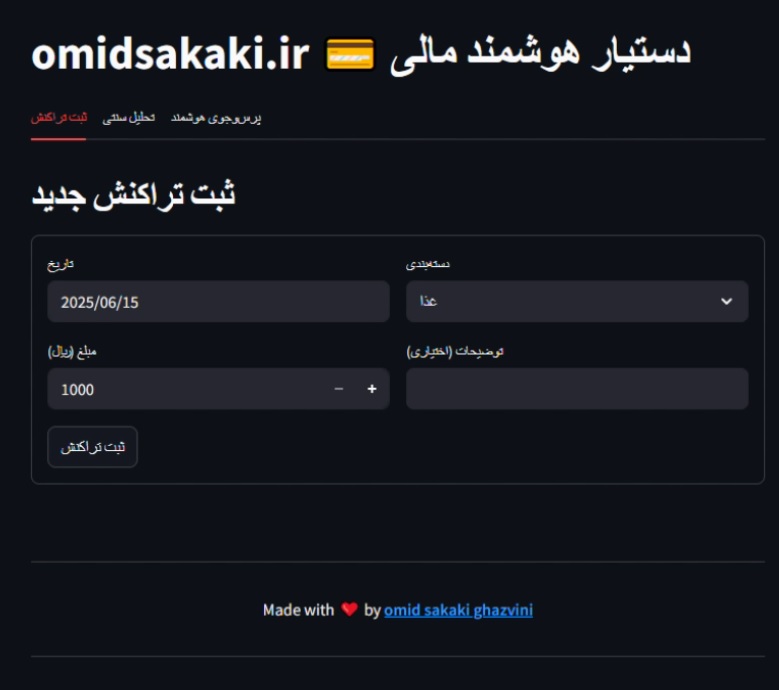 دستیار هوشمند مالی 💳 omidsakaki.ir
ثبت تراکنش
تحلیل سنتی
پرس‌وجوی هوشمند
ثبت تراکنش جدید
تاریخ
2025/06/15
دسته‌بندی
غذا
مبلغ (ریال)
1000
توضیحات (اختیاری)
ثبت تراکنش
Made with ❤️ by omid sakaki ghazvini